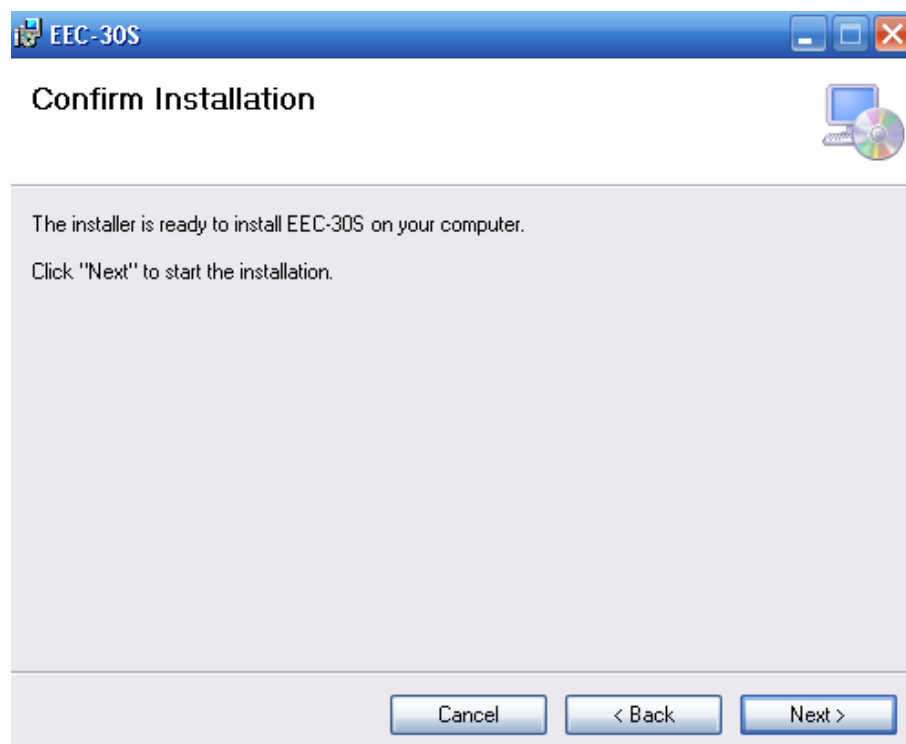 EEC-30S
Confirm Installation
The installer is ready to install EEC-30S on your computer.
Click "Next" to start the installation.
Cancel
< Back
Next >